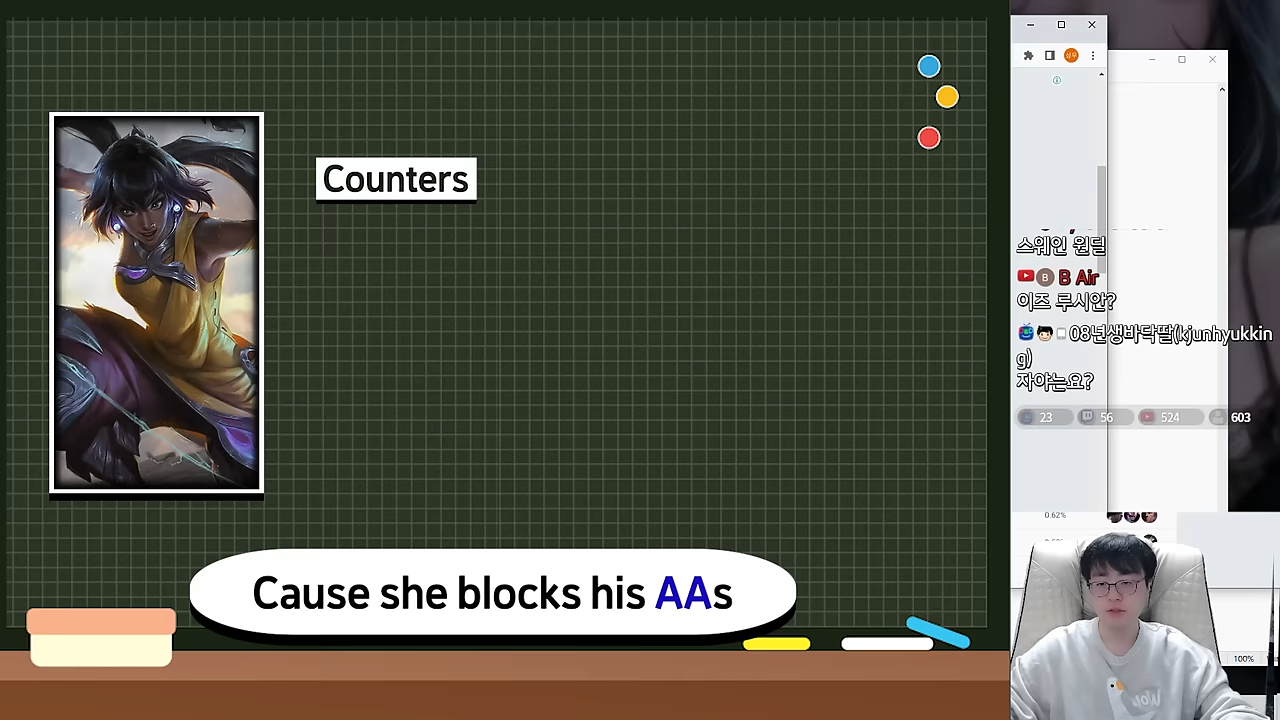 Counters
Cause she blocks his AAs
스웨인 원딜
B
B Air
이즈 루시안?
08년생바닥딸(kjunhyukkin
g)
자야는요?
23
56
524
603
0.62%
100%